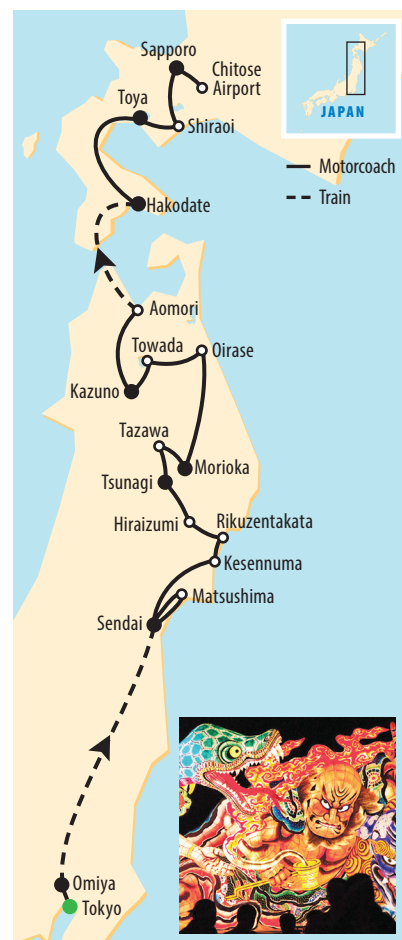 Sapporo
Chitose
Airport
Toya
Shiraoi
JAPAN
Motorcoach
Train
Hakodate
Aomori
Towada
Oirase
Kazuno
Tazawa
Morioka
Tsunagi
Hiraizumi
Rikuzentakata
Kesennuma
Matsushima
Sendai
Omiya
Tokyo